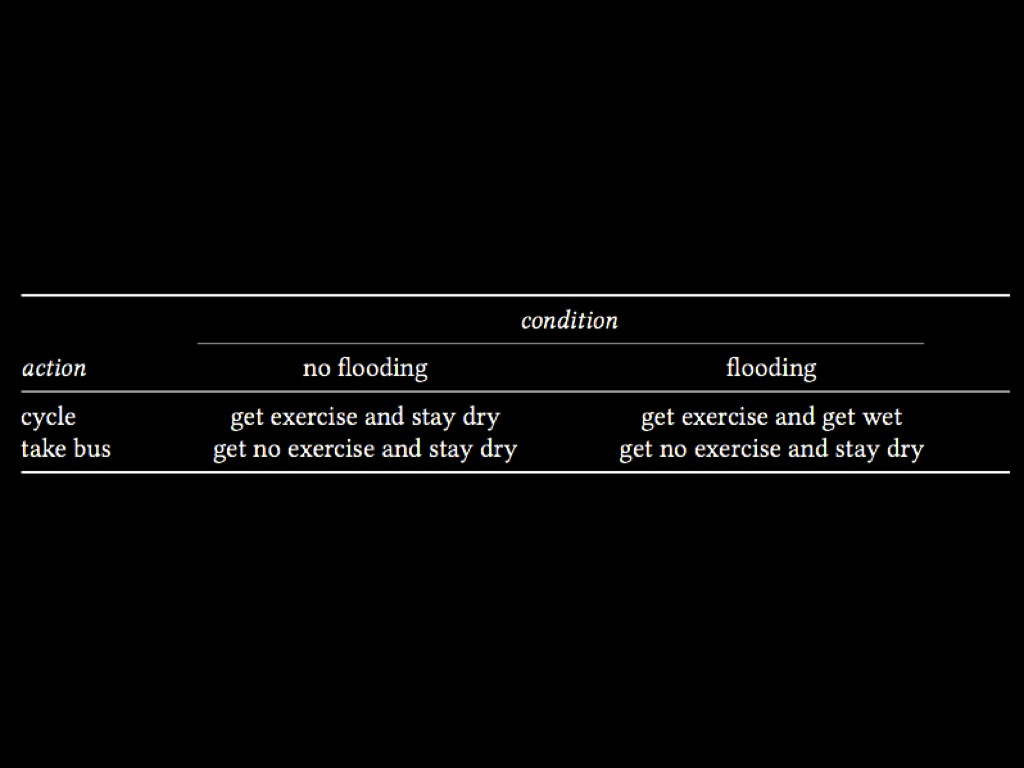 condition
action no flooding flooding
cycle get exercise and stay dry get exercise and get wet
take bus get no exercise and stay dry get no exercise and stay dry